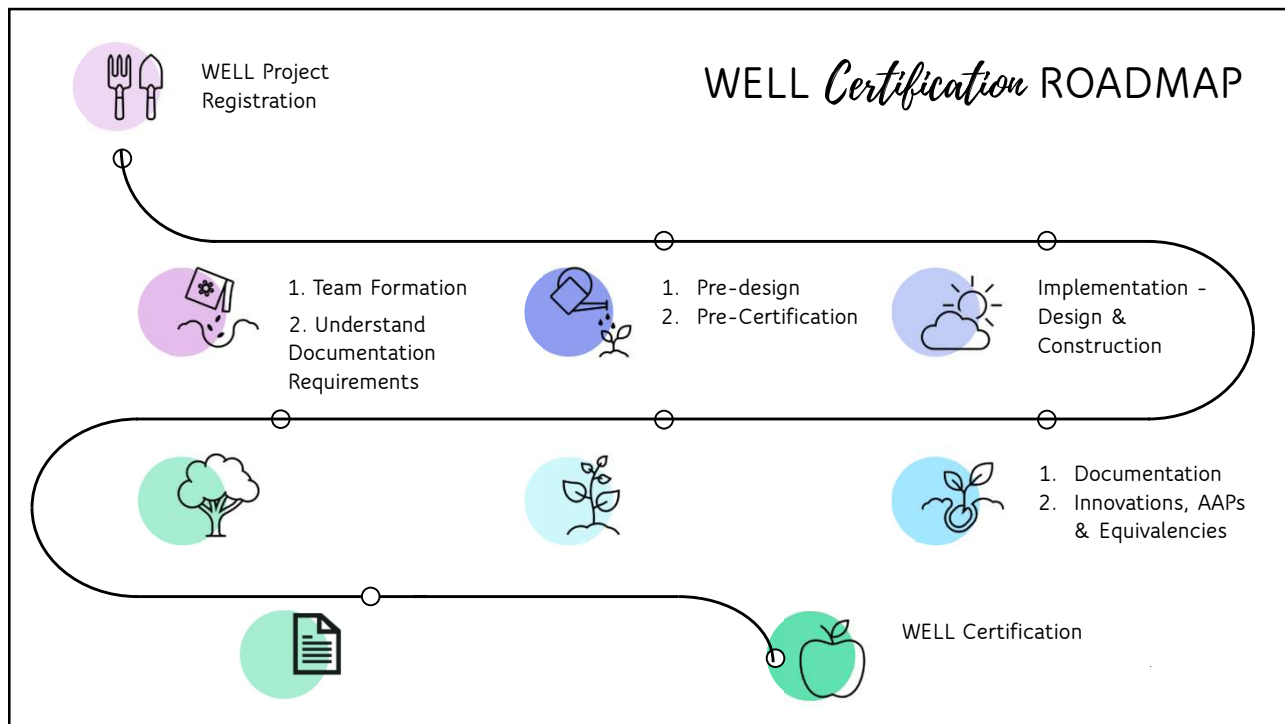 WELL Project
Registration
WELL Certification ROADMAP
1. Team Formation
2. Understand
Documentation
Requirements
1. Pre-design
2. Pre-Certification
Implementation -
Design &
Construction
1. Documentation
2. Innovations, AAPs
& Equivalencies
WELL Certification